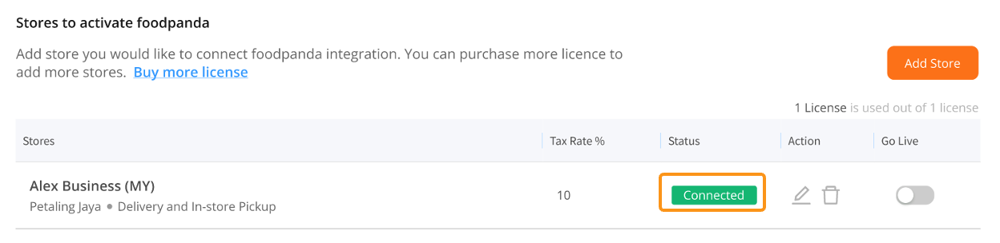 Stores to activate foodpanda
Add store you would like to connect foodpanda integration. You can purchase more licence to
add more stores. Buy more license
Add Store
1 License is used out of 1 license
Stores Tax Rate % Status Action Go Live
Alex Business (MY)
Petaling Jaya ● Delivery and In-store Pickup
10 Connected